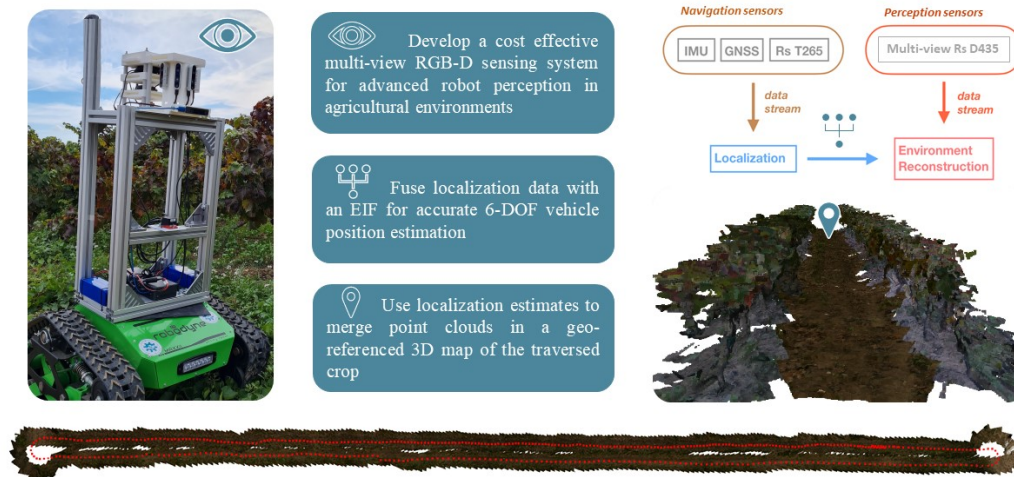 Develop a cost effective
multi-view RGB-D sensing system
for advanced robot perception in
agricultural environments
Fuse localization data with
an EIF for accurate 6-DOF vehicle
position estimation
Use localization estimates to
merge point clouds in a geo-
referenced 3D map of the traversed
crop
Navigation sensors
Perception sensors
IMU
GNSS
Rs T265
Multi-view Rs D435
data
stream
data
stream
Localization
Environment
Reconstruction
robodyne